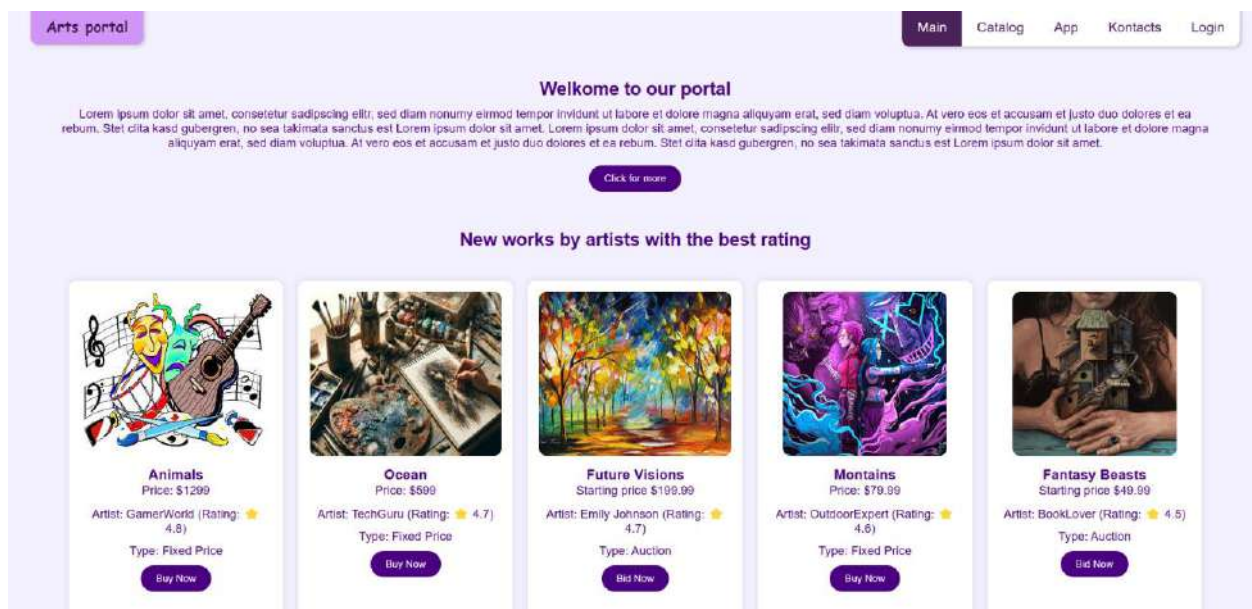 Arts portal
Main Catalog App Kontacts Login
Welkome to our portal
Lorem ipsum dolor sit amet, consetetur sadipscing elitr, sed diam nonumy eirmod tempor invidunt ut labore et dolore magna aliquyam erat, sed diam voluptua. At vero eos et accusam et justo duo dolores et ea
rebum. Stet clita kasd gubergren, no sea takimata sanctus est Lorem ipsum dolor sit amet. Lorem ipsum dolor sit amet, consetetur sadipscing elitr, sed diam nonumy eirmod tempor invidunt ut labore et dolore magna
aliquyam erat, sed diam voluptua. At vero eos et accusam et justo duo dolores et ea rebum. Stet clita kasd gubergren, no sea takimata sanctus est Lorem ipsum dolor sit amet.
Click for more
New works by artists with the best rating
Animals
Price: $1299
Artist: GamerWorld (Rating: ⭐
4.8)
Type: Fixed Price
Buy Now
Ocean
Price: $599
Artist: TechGuru (Rating: ⭐ 4.7)
Type: Fixed Price
Buy Now
Future Visions
Starting price $199.99
Artist: Emily Johnson (Rating: ⭐
4.7)
Type: Auction
Bid Now
Montains
Price: $79.99
Artist: OutdoorExpert (Rating: ⭐
4.6)
Type: Fixed Price
Buy Now
Fantasy Beasts
Starting price $49.99
Artist: BookLover (Rating: ⭐ 4.5)
Type: Auction
Bid Now